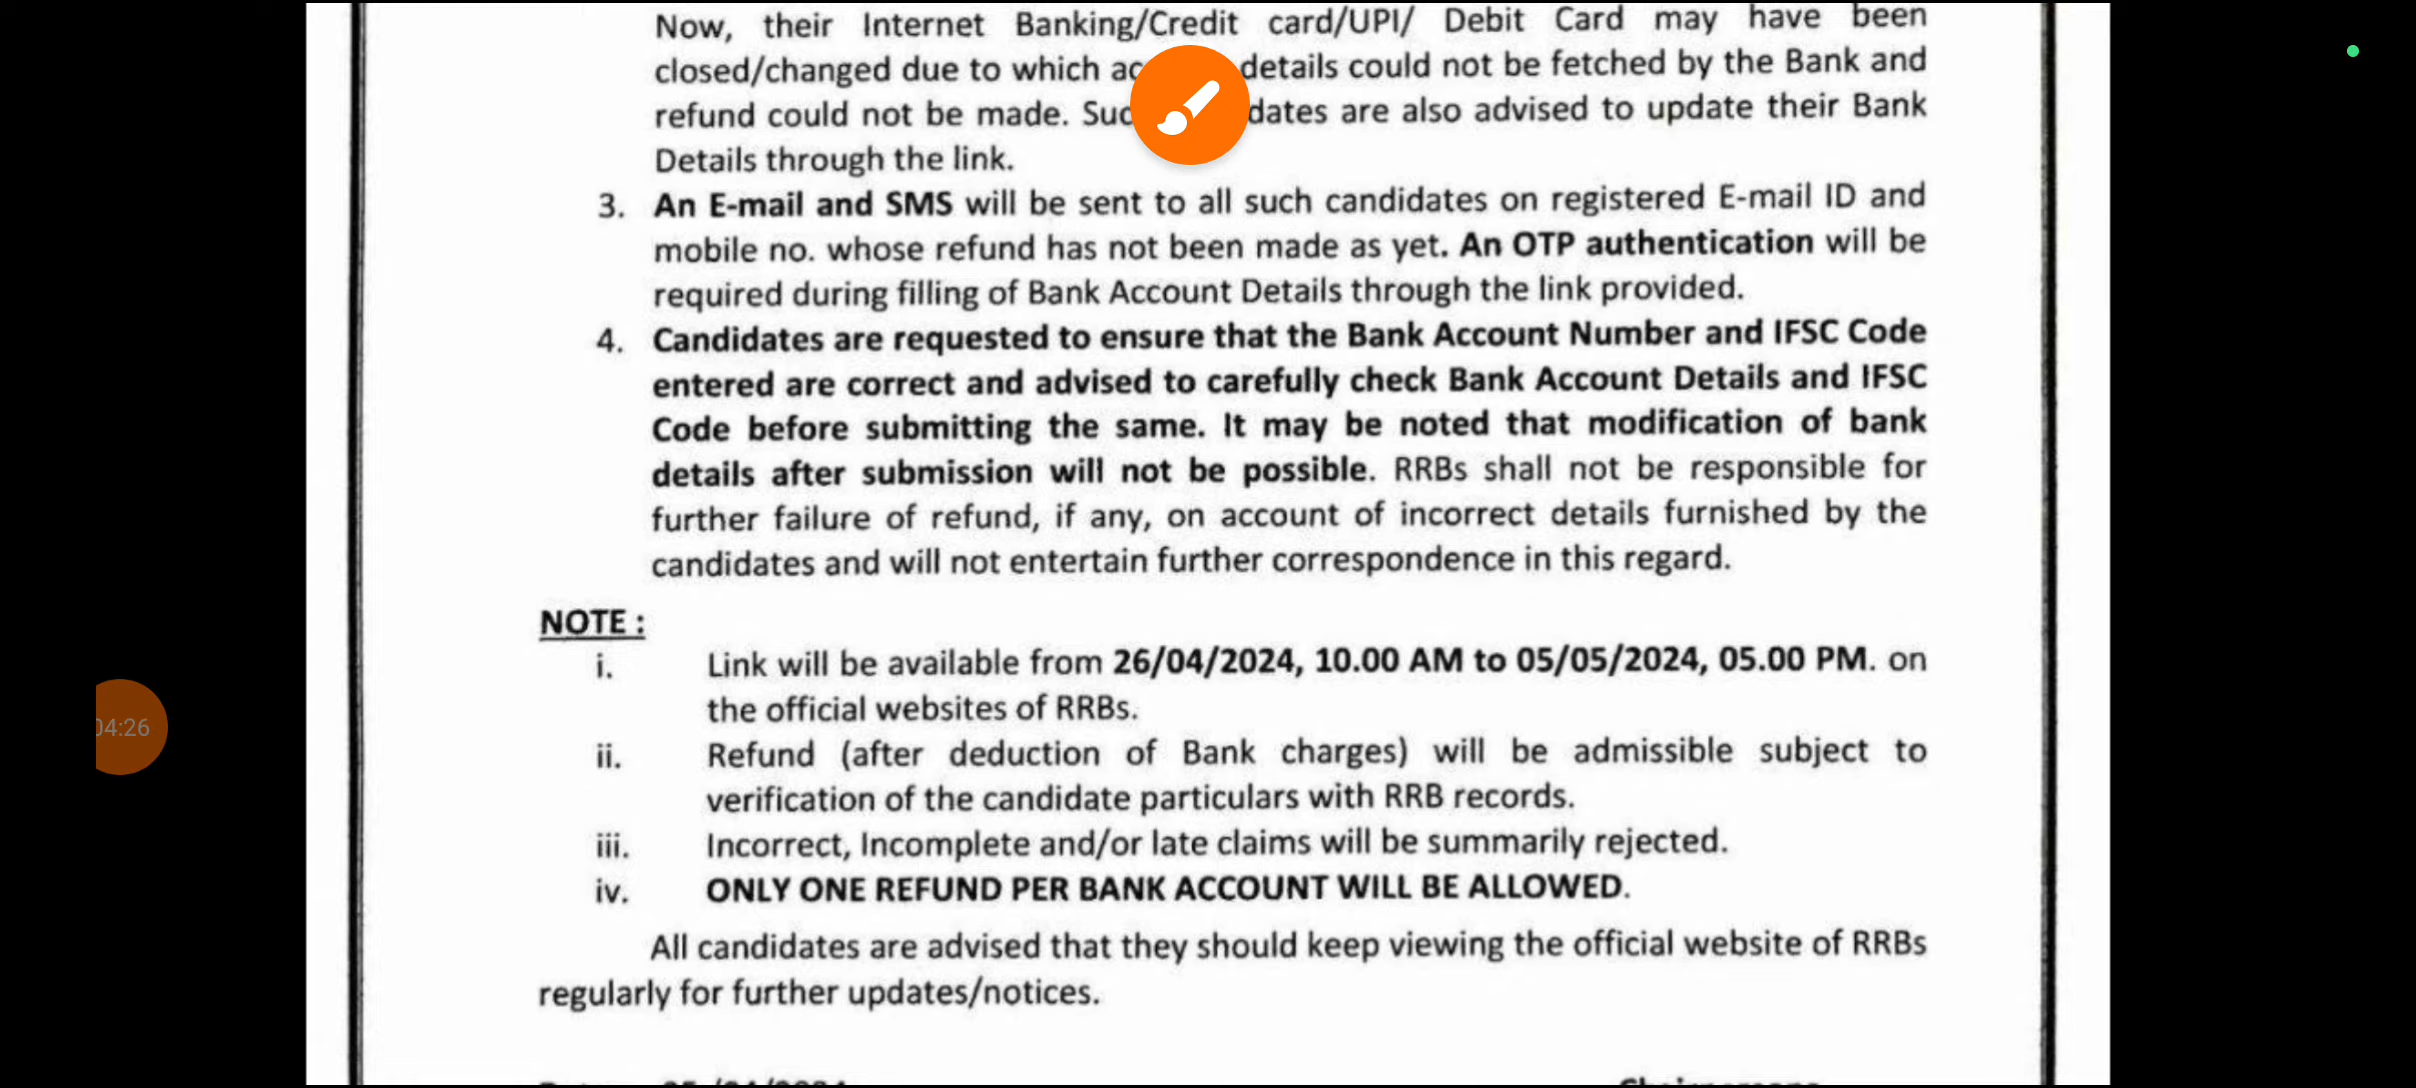 Now, their Internet Banking/Credit card/UPI/ Debit Card may have been
closed/changed due to which details could not be fetched by the Bank and
refund could not be made. are also advised to update their Bank
Details through the link.
3. An E-mail and SMS will be sent to all such candidates on registered E-mail ID and
mobile no. whose refund has not been made as yet. An OTP authentication will be
required during filling of Bank Account Details through the link provided.
4. Candidates are requested to ensure that the Bank Account Number and IFSC Code
entered are correct and advised to carefully check Bank Account Details and IFSC
Code before submitting the same. It may be noted that modification of bank
details after submission will not be possible. RRBs shall not be responsible for
further failure of refund, if any, on account of incorrect details furnished by the
candidates and will not entertain further correspondence in this regard.
NOTE :
i. Link will be available from 26/04/2024, 10.00 AM to 05/05/2024, 05.00 PM. on
the official websites of RRBs.
ii. Refund (after deduction of Bank charges) will be admissible subject to
verification of the candidate particulars with RRB records.
04:26
iii. Incorrect, Incomplete and/or late claims will be summarily rejected.
iv. ONLY ONE REFUND PER BANK ACCOUNT WILL BE ALLOWED.
All candidates are advised that they should keep viewing the official website of RRBs
regularly for further updates/notices.